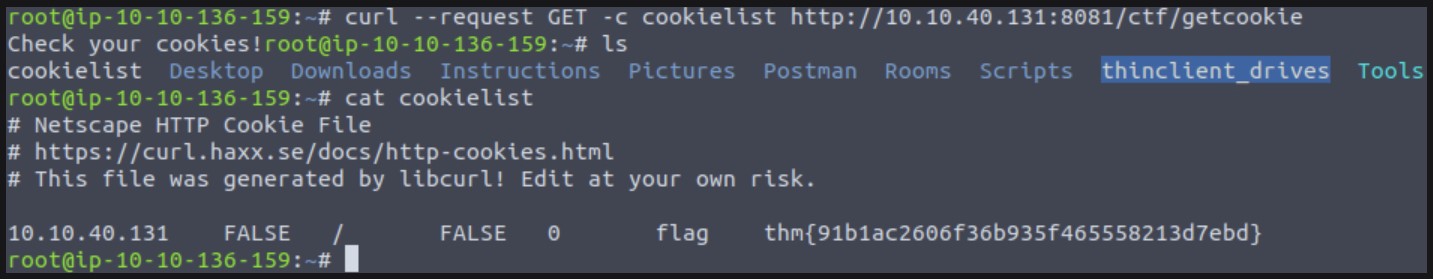 root@ip-10-10-136-159:~# curl --request GET -c cookielist http://10.10.40.131:8081/ctf/getcookie
Check your cookies!root@ip-10-10-136-159:~# ls
cookielist  Desktop  Downloads  Instructions  Pictures  Postman  Rooms  Scripts  thinclient_drives  Tools
root@ip-10-10-136-159:~# cat cookielist
# Netscape HTTP Cookie File
# https://curl.haxx.se/docs/http-cookies.html
# This file was generated by libcurl! Edit at your own risk.
10.10.40.131    FALSE   /       FALSE   0       flag    thm{91b1ac2606f36b935f465558213d7ebd}
root@ip-10-10-136-159:~#